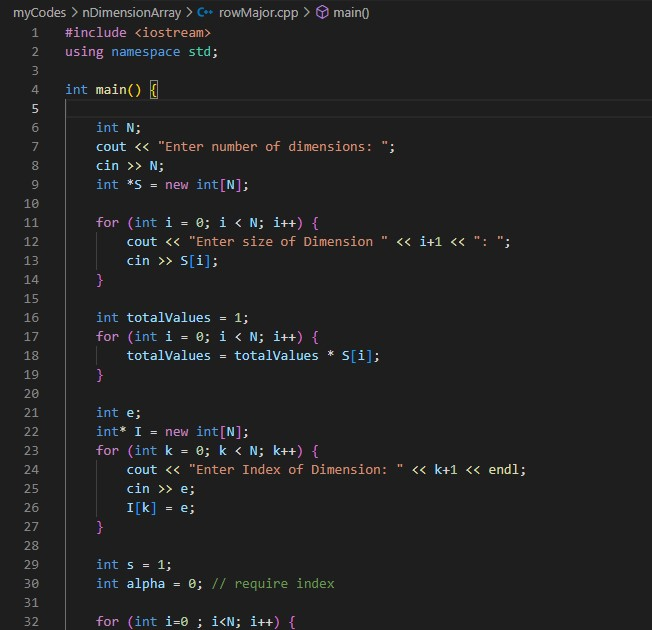 myCodes > nDimensionArray > C++ rowMajor.cpp > main()
1 #include <iostream>
2 using namespace std;
3
4 int main() {
5
6     int N;
7     cout << "Enter number of dimensions: ";
8     cin >> N;
9     int *S = new int[N];
10
11     for (int i = 0; i < N; i++) {
12         cout << "Enter size of Dimension " << i+1 << ": ";
13         cin >> S[i];
14     }
15
16     int totalValues = 1;
17     for (int i = 0; i < N; i++) {
18         totalValues = totalValues * S[i];
19     }
20
21     int e;
22     int* I = new int[N];
23     for (int k = 0; k < N; k++) {
24         cout << "Enter Index of Dimension: " << k+1 << endl;
25         cin >> e;
26         I[k] = e;
27     }
28
29     int s = 1;
30     int alpha = 0; // require index
31
32     for (int i=0 ; i<N; i++) {